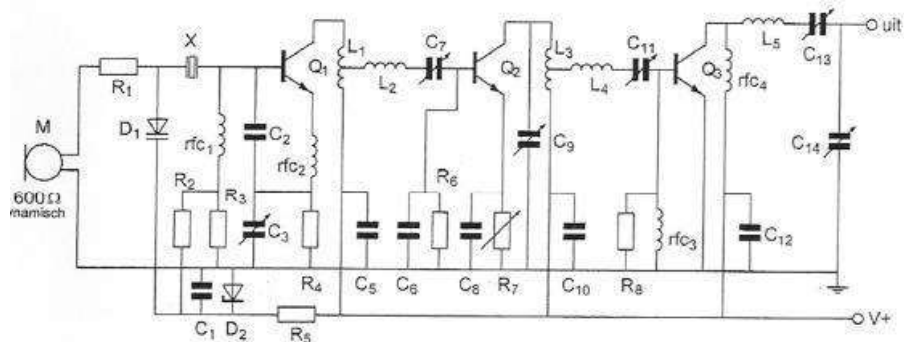 X
L₁
C₇
L₃
C₁₁
L₅
C₁₃
uit
R₁
Q₁
L₂
Q₂
L₄
Q₃
rfc₄
M
D₁
rfc₁
C₂
rfc₂
C₉
C₁₄
600Ω
R₂
R₃
R₆
ynamisch
C₃
rfc₃
C₁₂
R₄
C₅
C₆
C₈
R₇
C₁₀
R₈
C₁
D₂
R₅
V+